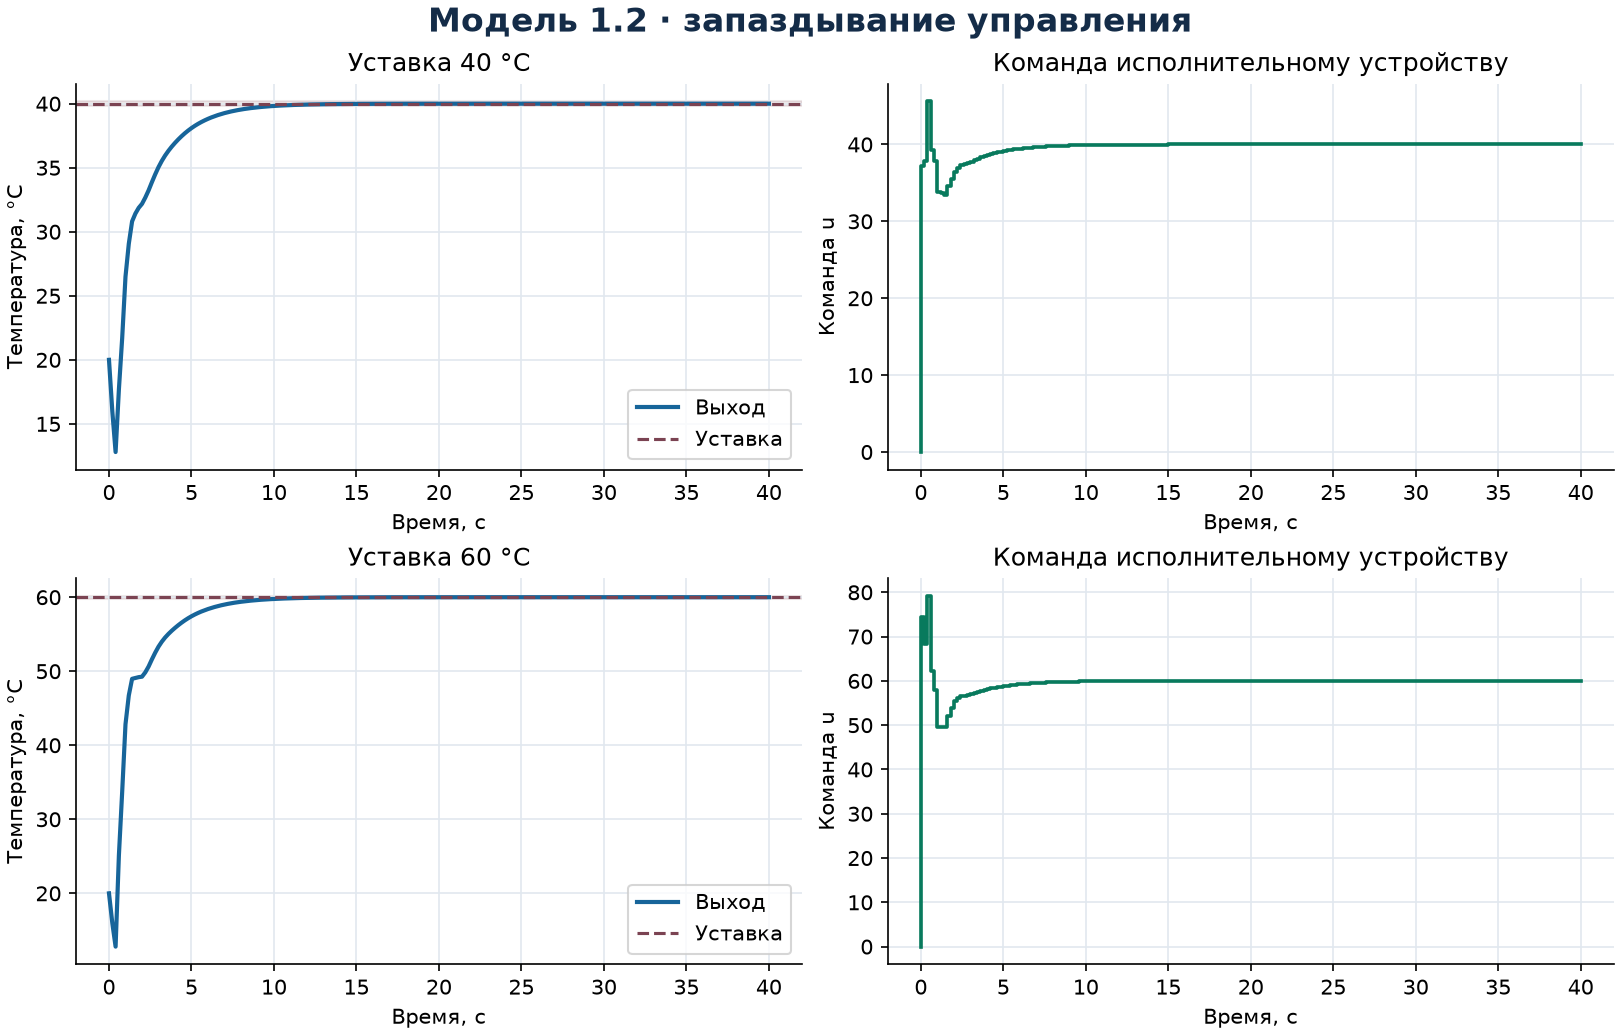 Модель 1.2 · запаздывание управления
Уставка 40 °C
Температура, °C
40
35
30
25
20
15
Выход
Уставка
0 5 10 15 20 25 30 35 40
Время, с
Команда исполнительному устройству
Команда u
40
30
20
10
0
0 5 10 15 20 25 30 35 40
Время, с
Уставка 60 °C
Температура, °C
60
50
40
30
20
Выход
Уставка
0 5 10 15 20 25 30 35 40
Время, с
Команда исполнительному устройству
Команда u
80
70
60
50
40
30
20
10
0
0 5 10 15 20 25 30 35 40
Время, с